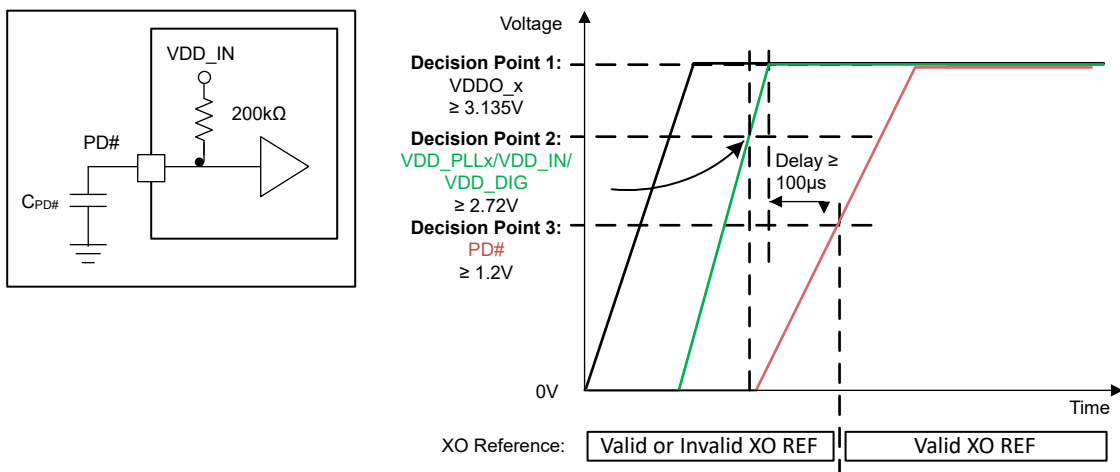 VDD_IN
200kΩ
PD#
CPD#
Voltage
Decision Point 1:
VDDO_x
≥ 3.135V
Decision Point 2:
VDD_PLLx/VDD_IN/
VDD_DIG
≥ 2.72V
Decision Point 3:
PD#
≥ 1.2V
Delay ≥
100µs
0V
Time
XO Reference:
Valid or Invalid XO REF
Valid XO REF